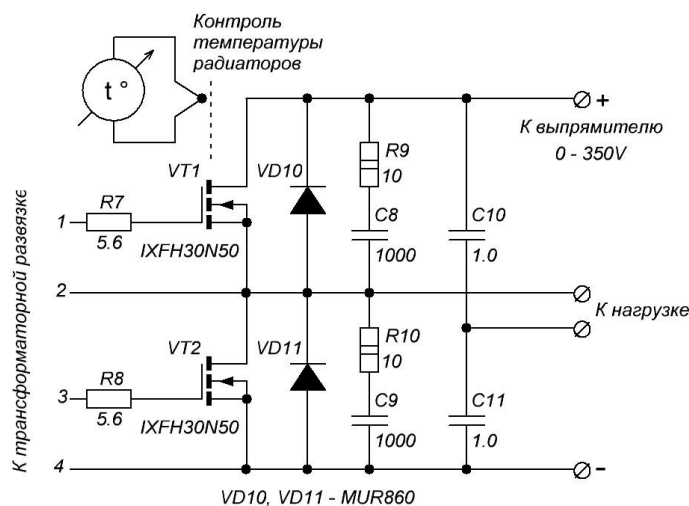 Контроль
температуры
радиаторов
t°
+
К выпрямителю
0 - 350V
VT1
VD10
R9
10
R7
C8
C10
1
5.6
IXFH30N50
1000
1.0
2
К нагрузке
VT2
VD11
R10
10
R8
C9
C11
3
5.6
IXFH30N50
1000
1.0
4
-
VD10, VD11 - MUR860
К трансформаторной развязке